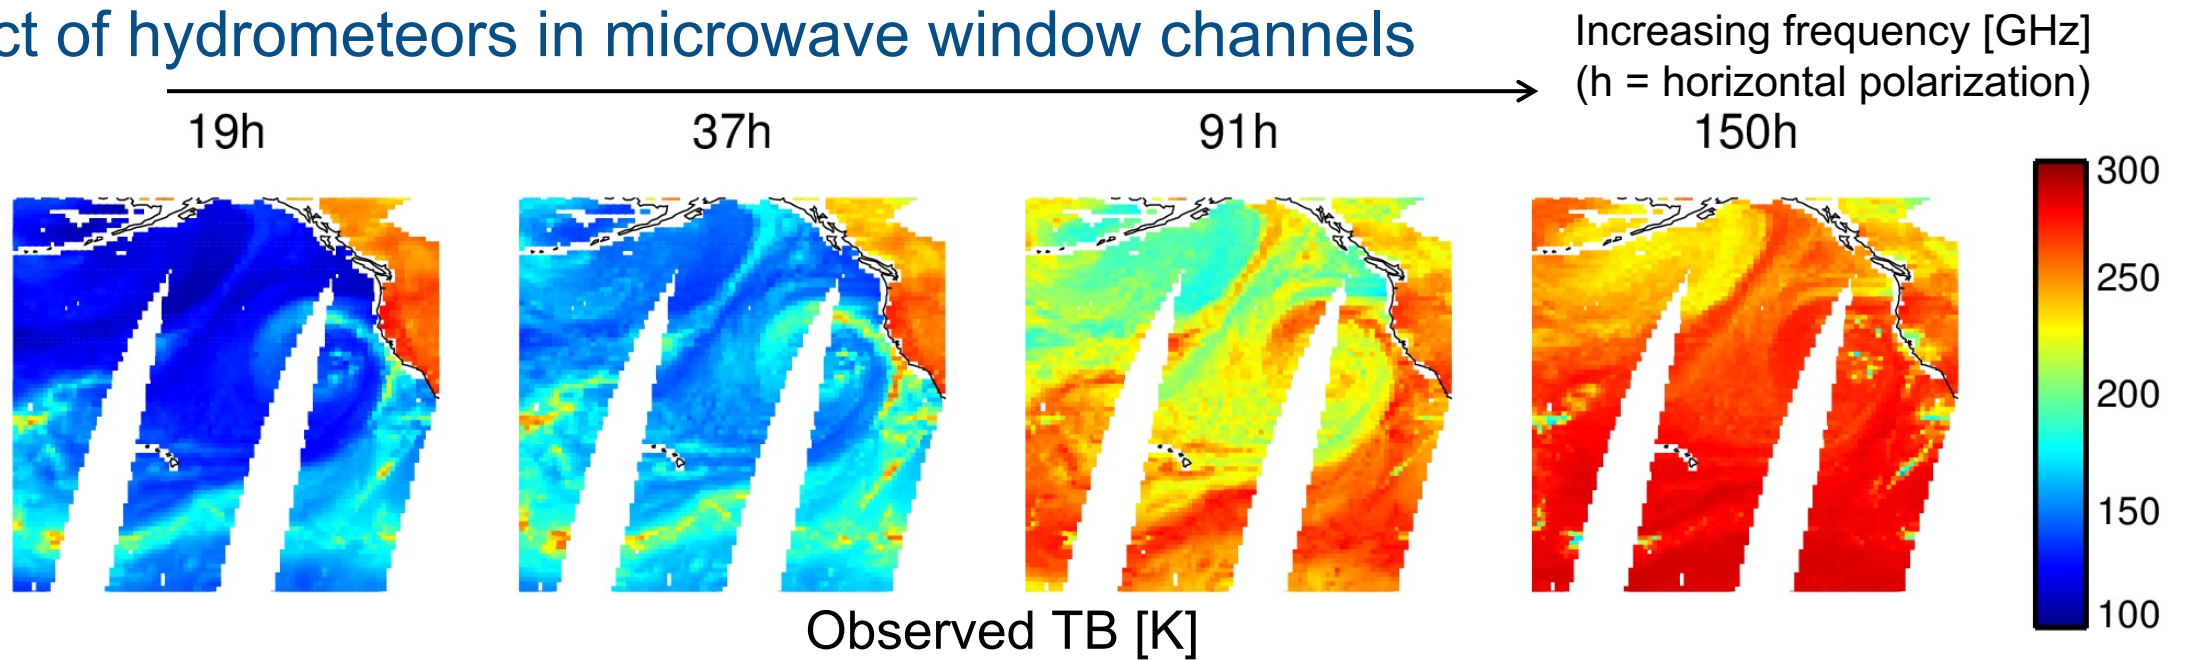 ct of hydrometeors in microwave window channels
Increasing frequency [GHz]
(h = horizontal polarization)
19h
37h
91h
150h
300
250
200
150
100
Observed TB [K]